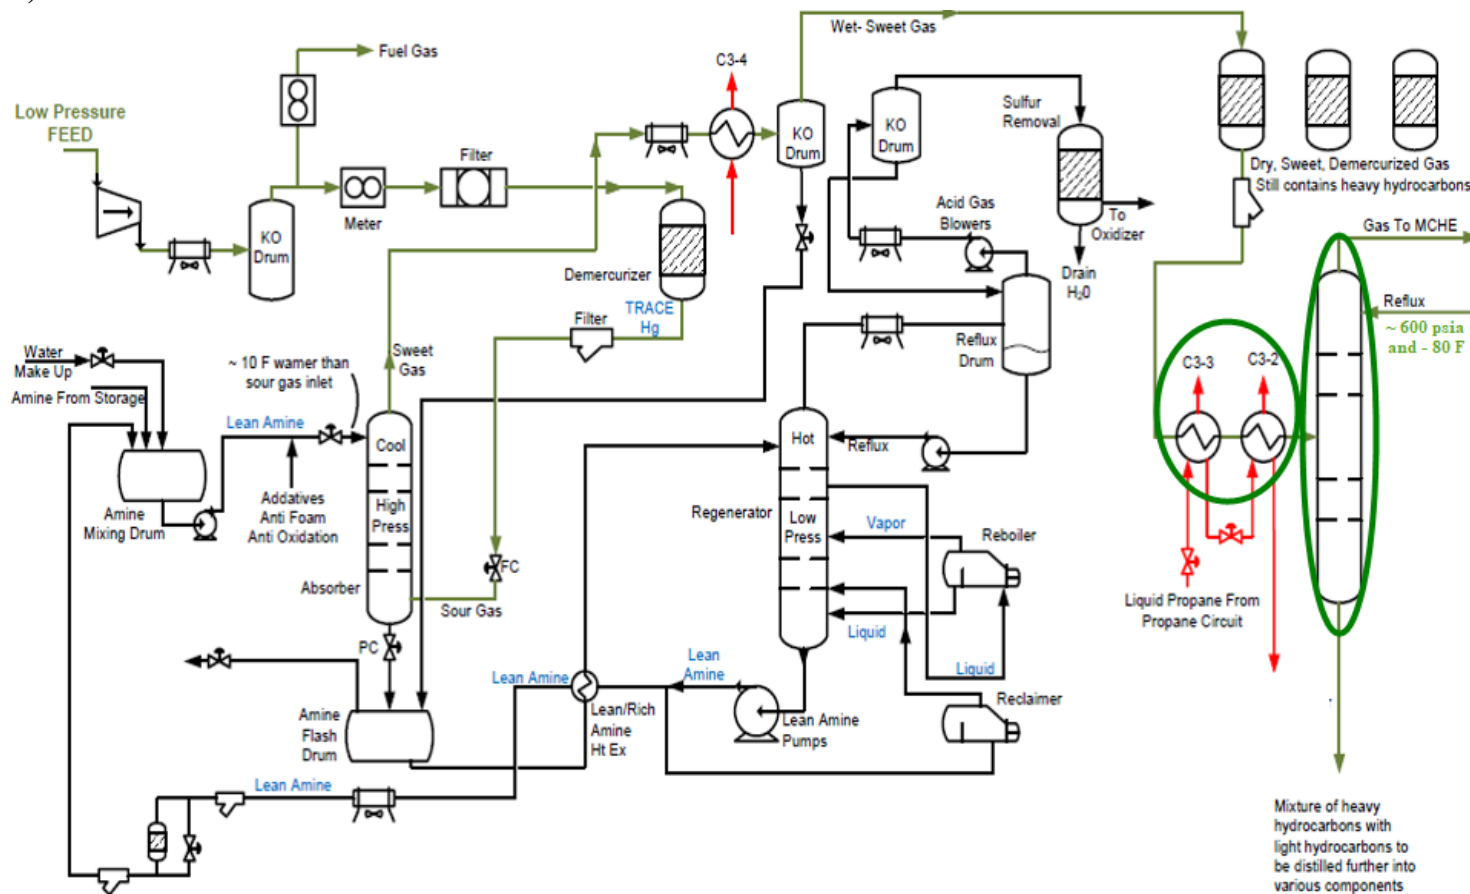 Fuel Gas
Low Pressure
FEED
KO
Drum
Meter
Filter
C3-4
KO
Drum
Wet- Sweet Gas
KO
Drum
Sulfur
Removal
To
Oxidizer
Drain
H₂0
Acid Gas
Blowers
Dry, Sweet, Demercurized Gas
Still contains heavy hydrocarbons
Gas To MCHE
Reflux
~ 600 psia
and - 80 F
Demercurizer
TRACE
Hg
Filter
Sweet
Gas
Water
Make Up
Amine From Storage
~ 10 F wamer than
sour gas inlet
Lean Amine
Amine
Mixing Drum
Addatives
Anti Foam
Anti Oxidation
Cool
High
Press
Absorber
FC
Sour Gas
PC
Reflux
Drum
Hot
Reflux
Regenerator
Low
Press
Vapor
Reboiler
Liquid
Liquid
C3-3
C3-2
Liquid Propane From
Propane Circuit
Lean Amine
Lean
Amine
Lean/Rich
Amine
Ht Ex
Lean Amine
Pumps
Reclaimer
Amine
Flash
Drum
Lean Amine
Mixture of heavy
hydrocarbons with
light hydrocarbons to
be distilled further into
various components